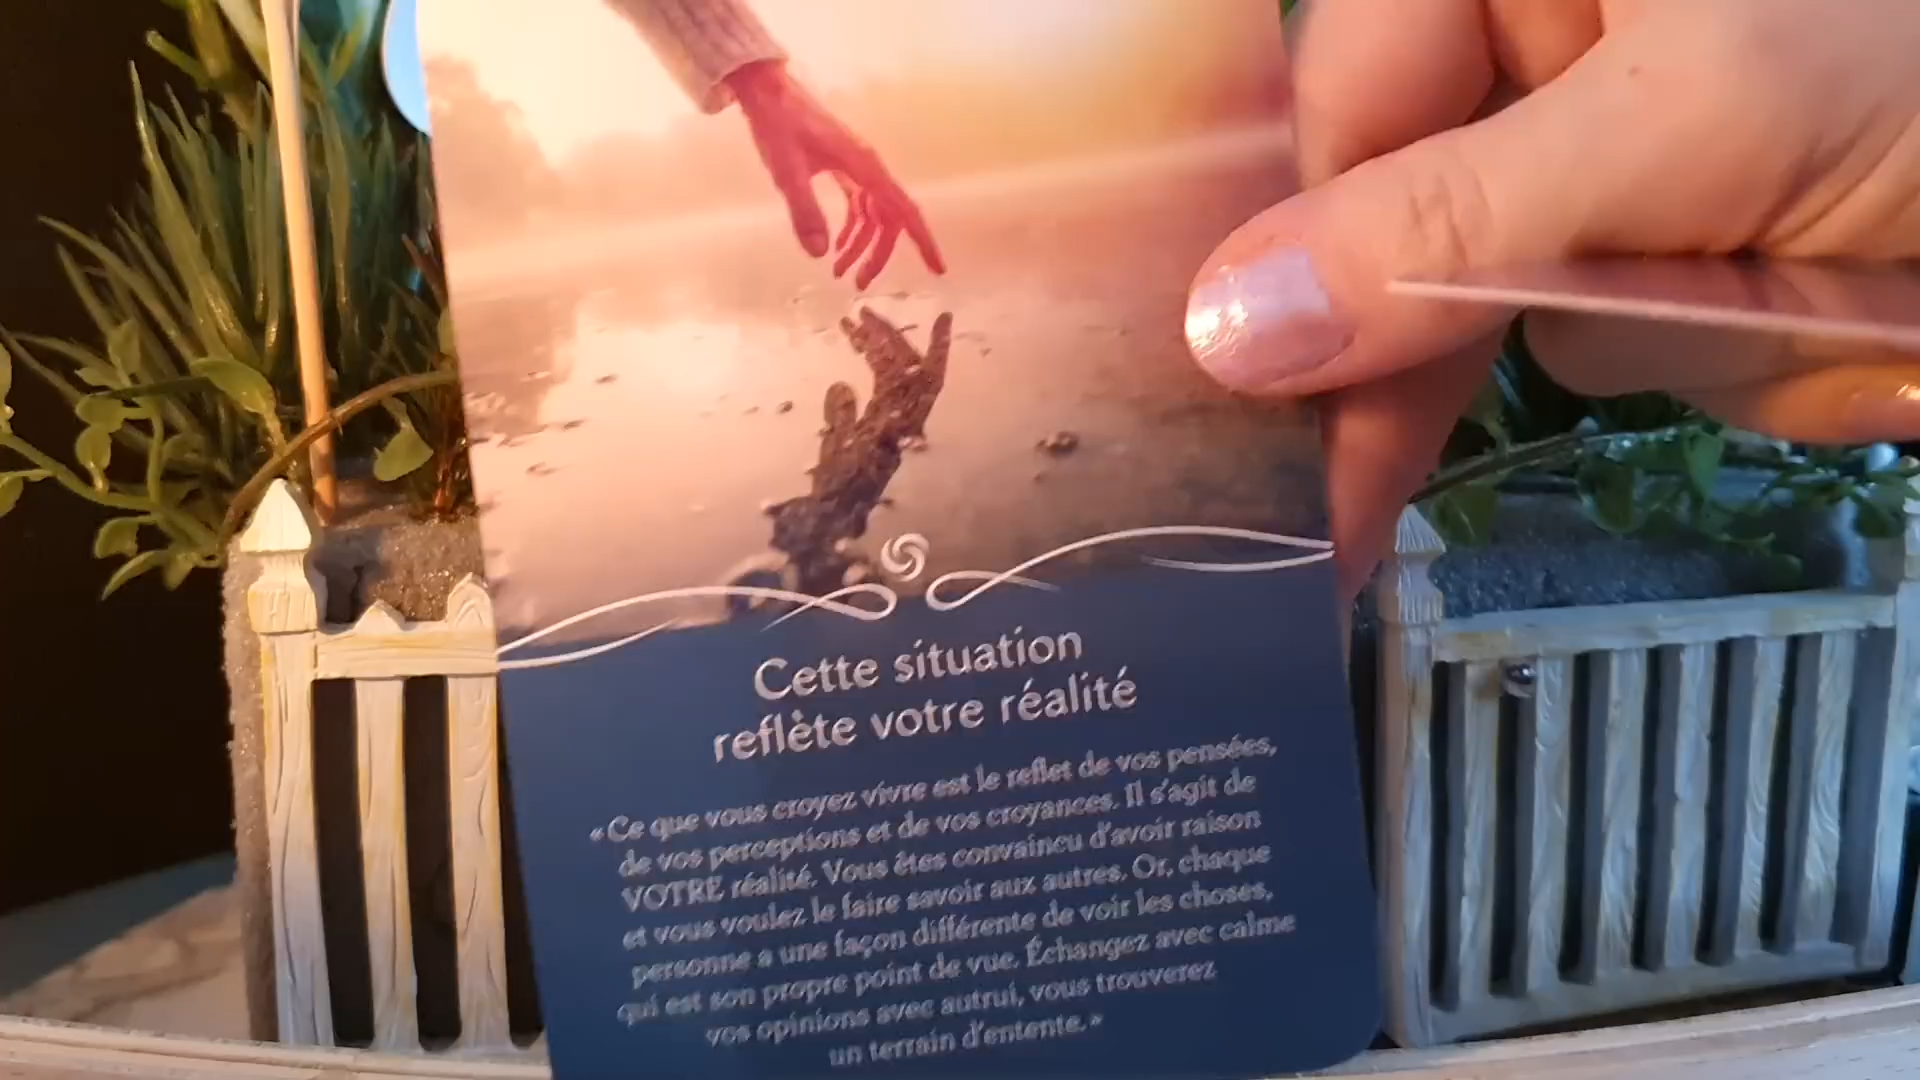 Cette situation
reflète votre réalité
« Ce que vous croyez vivre est le reflet de vos pensées,
de vos perceptions et de vos croyances. Il s'agit de
VOTRE réalité. Vous êtes convaincu d'avoir raison
et vous voulez le faire savoir aux autres. Or, chaque
personne a une façon différente de voir les choses,
qui est son propre point de vue. Échangez avec calme
vos opinions avec autrui, vous trouverez
un terrain d'entente. »